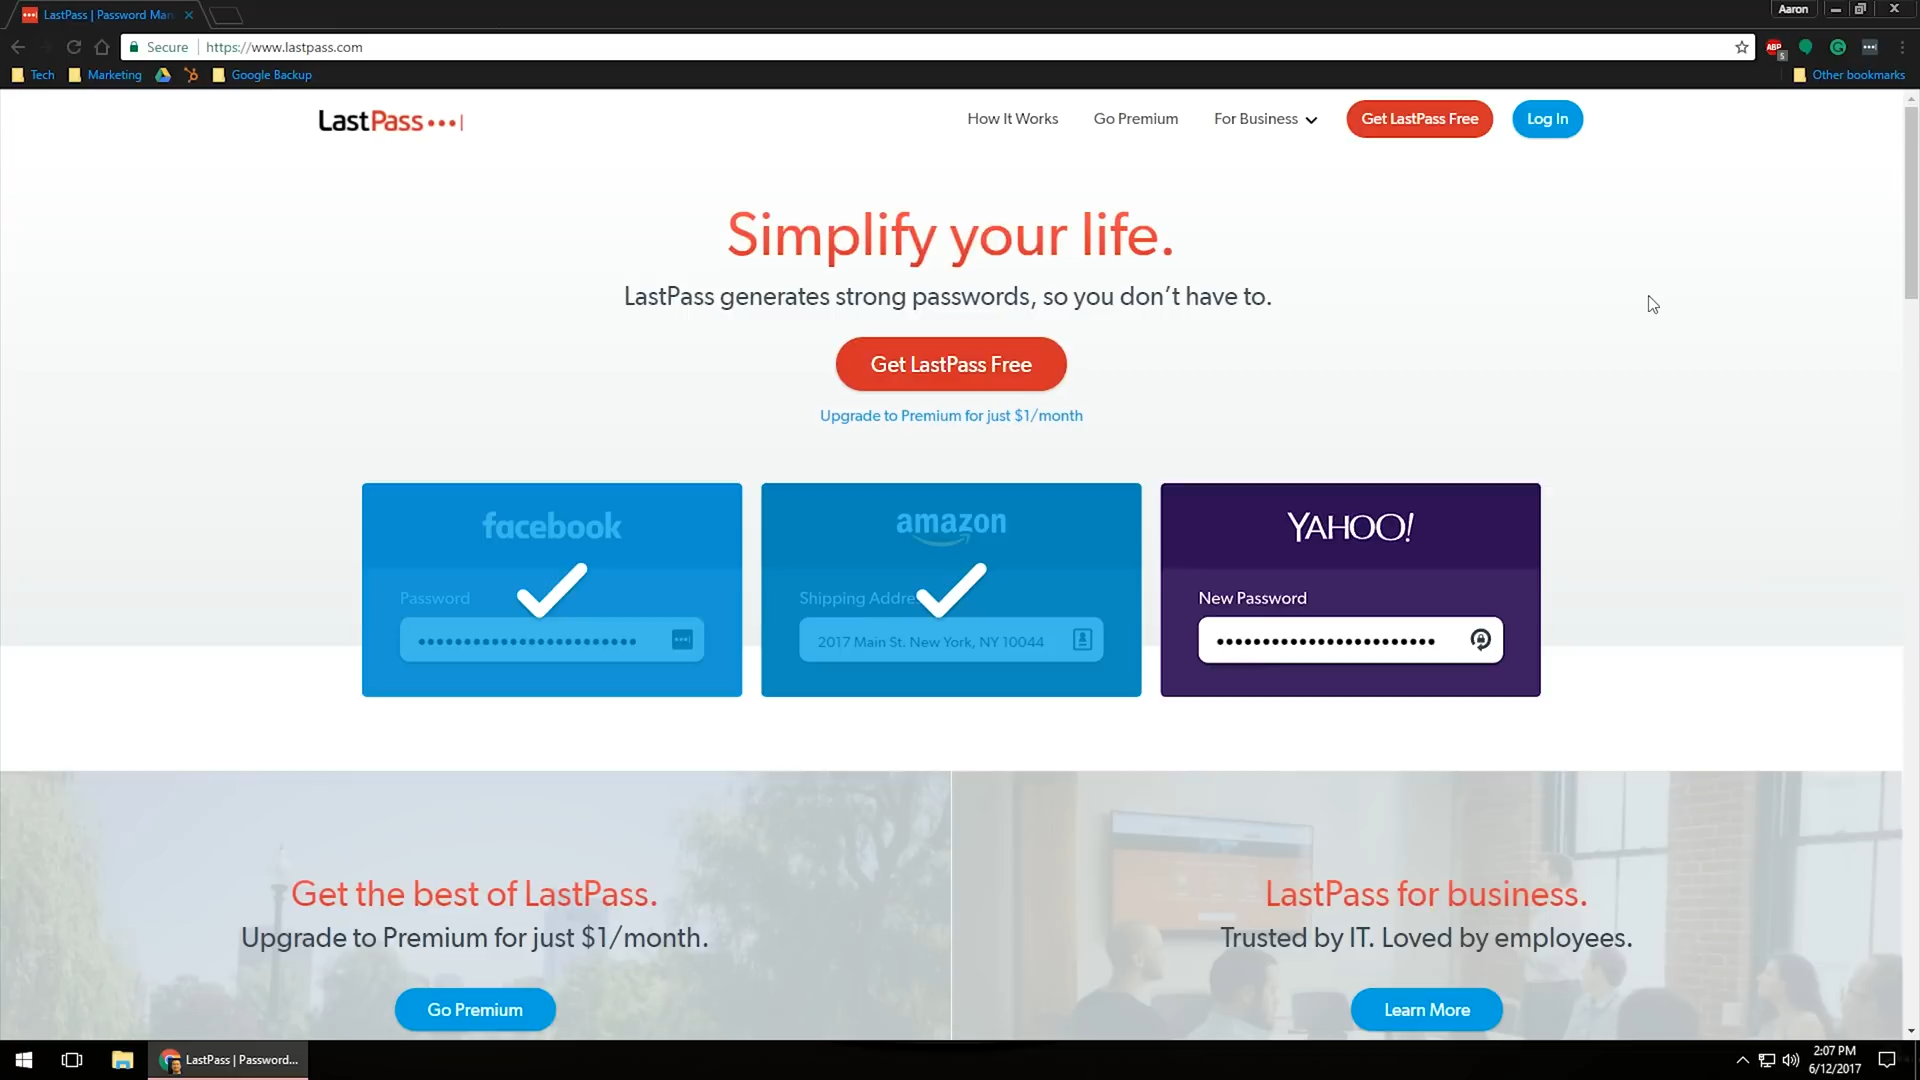 LastPass | Password Man
Aaron
Secure
https://www.lastpass.com
ABP
5
Tech
Marketing
Google Backup
Other bookmarks
LastPass
How It Works
Go Premium
For Business
Get LastPass Free
Log In
Simplify your life.
LastPass generates strong passwords, so you don’t have to.
Get LastPass Free
Upgrade to Premium for just $1/month
facebook
amazon
YAHOO!
Password
Shipping Addre
New Password
2017 Main St. New York, NY 10044
Get the best of LastPass.
Upgrade to Premium for just $1/month.
Go Premium
LastPass for business.
Trusted by IT. Loved by employees.
Learn More
LastPass | Password...
2:07 PM
6/12/2017